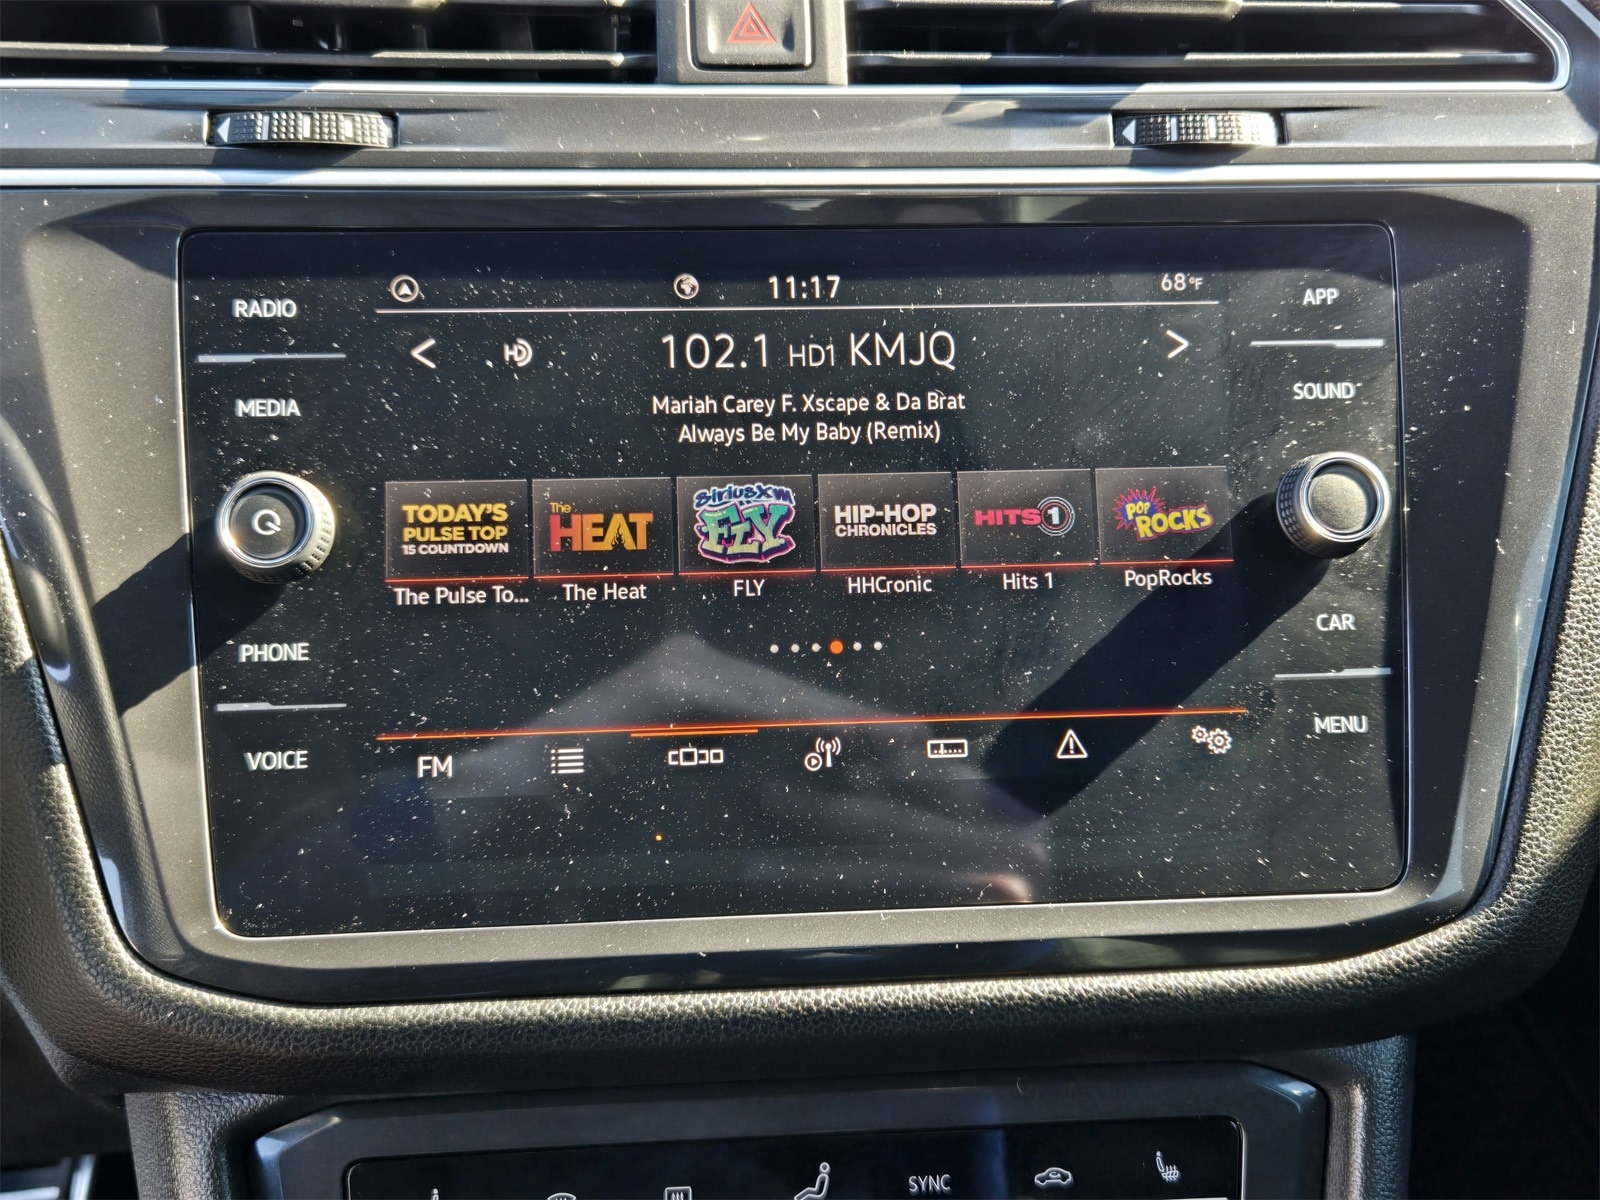 11:17
68°F
RADIO
APP
102.1 HD1 KMJQ
HD
MEDIA
SOUND
Mariah Carey F. Xscape & Da Brat
Always Be My Baby (Remix)
TODAY'S
PULSE TOP
15 COUNTDOWN
The
HEAT
SiriusXM
FLY
HIP-HOP
CHRONICLES
HITS 1
POP
ROCKS
The Pulse To...
The Heat
FLY
HHCronic
Hits 1
PopRocks
PHONE
CAR
VOICE
MENU
FM
SYNC